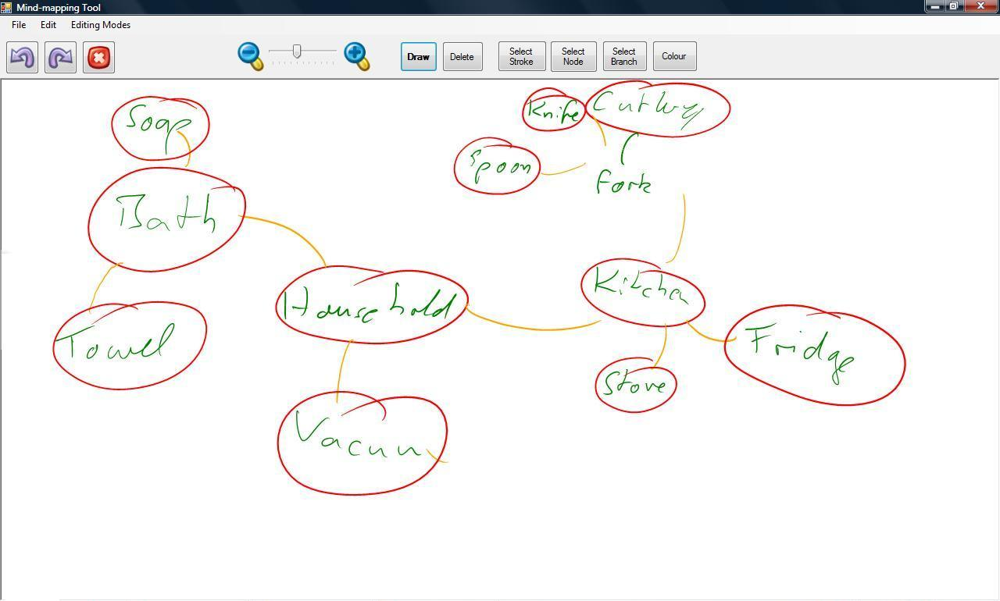 Mind-mapping Tool
File Edit Editing Modes
Draw Delete Select Stroke Select Node Select Branch Colour
Soap
Knife Cutlery
Spoon
Fork
Bath
Household
Kitchen
Towel
Fridge
Stove
Vacuun